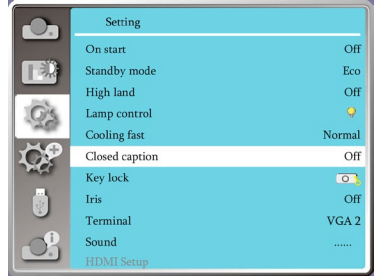 Setting
On start Off
Standby mode Eco
High land Off
Lamp control
Cooling fast Normal
Closed caption Off
Key lock
Iris Off
Terminal VGA 2
Sound ......
HDMI Setup